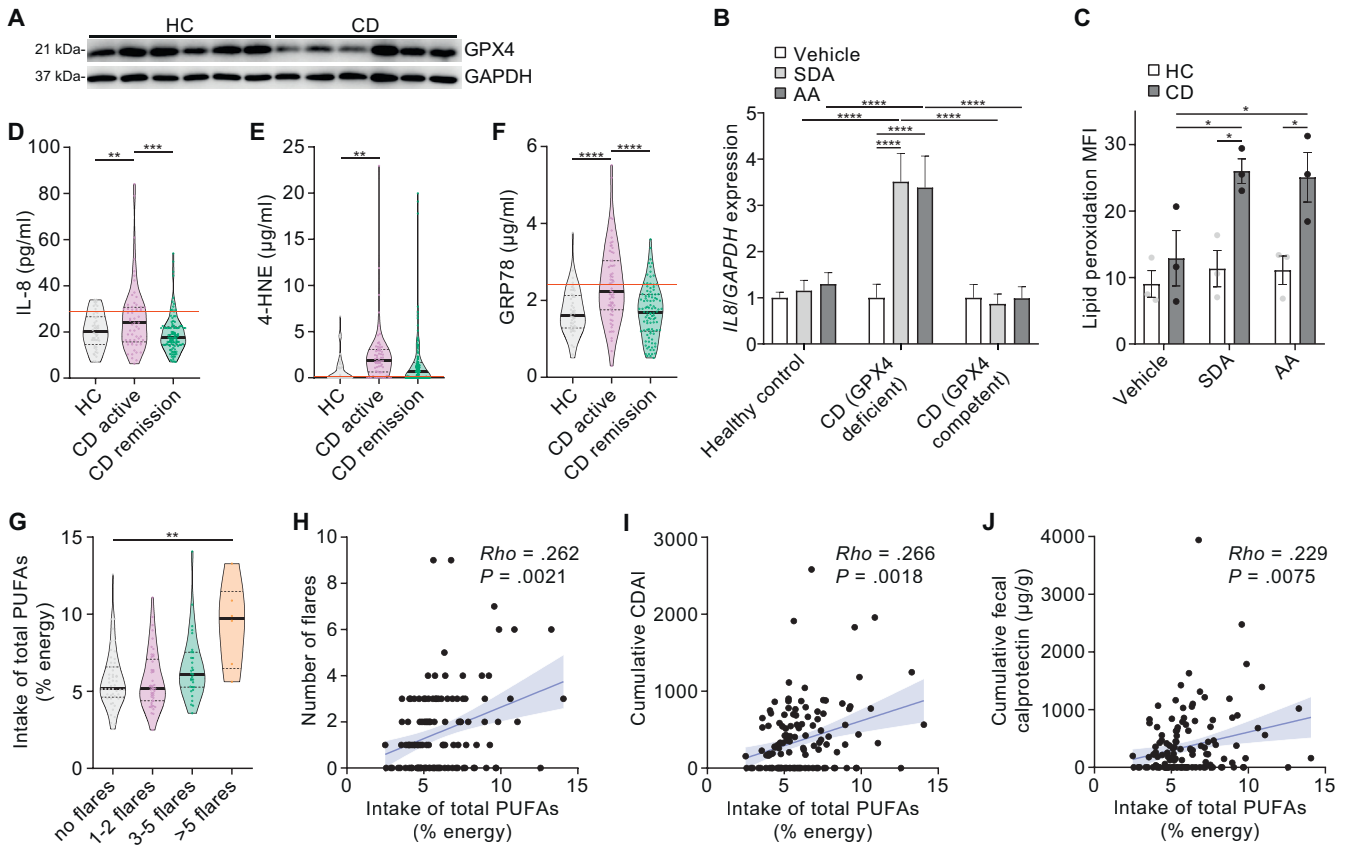 A
HC
CD
21 kDa-
GPX4
37 kDa-
GAPDH
B
Vehicle
SDA
AA
****
****
****
****
****
****
IL8/GAPDH expression
5
4
3
2
1
0
Healthy control
CD (GPX4
deficient)
CD (GPX4
competent)
C
HC
CD
*
*
*
*
Lipid peroxidation MFI
30
20
10
0
Vehicle
SDA
AA
D
IL-8 (pg/ml)
100
80
60
40
20
0
**
***
HC
CD active
CD remission
E
4-HNE (µg/ml)
25
20
15
10
5
0
**
HC
CD active
CD remission
F
GRP78 (µg/ml)
6
4
2
0
****
****
HC
CD active
CD remission
G
Intake of total PUFAs
(% energy)
15
10
5
0
**
no flares
1-2 flares
3-5 flares
>5 flares
H
Number of flares
10
8
6
4
2
0
Rho = .262
P = .0021
0
5
10
15
Intake of total PUFAs
(% energy)
I
Cumulative CDAI
3000
2000
1000
0
Rho = .266
P = .0018
0
5
10
15
Intake of total PUFAs
(% energy)
J
Cumulative fecal
calprotectin (µg/g)
4000
3000
2000
1000
0
Rho = .229
P = .0075
0
5
10
15
Intake of total PUFAs
(% energy)